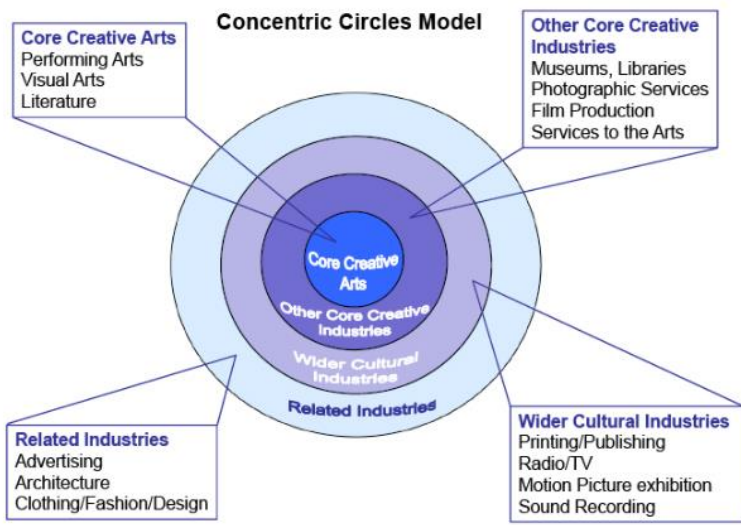 Concentric Circles Model
Core Creative Arts
Performing Arts
Visual Arts
Literature
Other Core Creative
Industries
Museums, Libraries
Photographic Services
Film Production
Services to the Arts
Core Creative
Arts
Other Core Creative
Industries
Wider Cultural
Industries
Related Industries
Related Industries
Advertising
Architecture
Clothing/Fashion/Design
Wider Cultural Industries
Printing/Publishing
Radio/TV
Motion Picture exhibition
Sound Recording